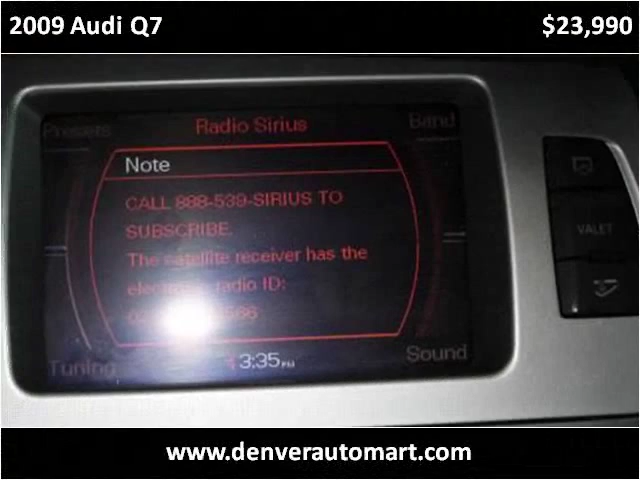 2009 Audi Q7 $23,990
Presets Radio Sirius Band
Note
CALL 888-539-SIRIUS TO
SUBSCRIBE.
The satellite receiver has the
radio ID:
VALET
Tuning 3:35 PM Sound
www.denverautomart.com